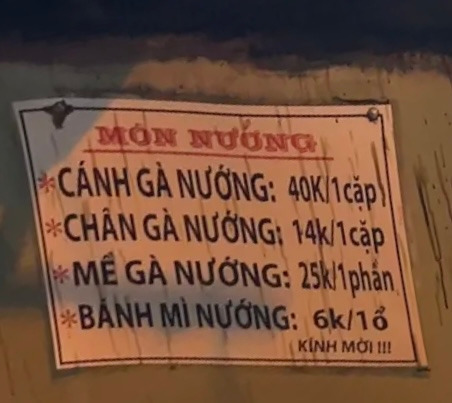 MÓN NƯỚNG
*CÁNH GÀ NƯỚNG: 40K/1cặp
*CHÂN GÀ NƯỚNG: 14k/1cặp
*MỀ GÀ NƯỚNG: 25k/1phần
*BÁNH MÌ NƯỚNG: 6k/1ổ
KÍNH MỜI !!!